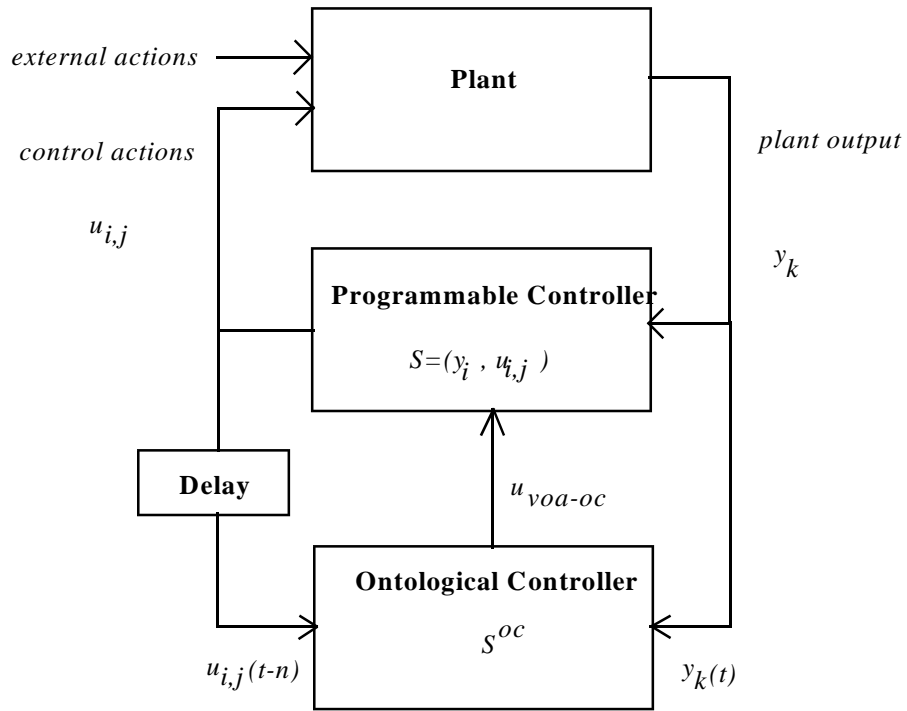 external actions
Plant
control actions
plant output
u_{i,j}
y_k
Programmable Controller
S=(y_i , u_{i,j} )
Delay
u_{voa-oc}
Ontological Controller
S^{oc}
u_{i,j}(t-n)
y_k(t)